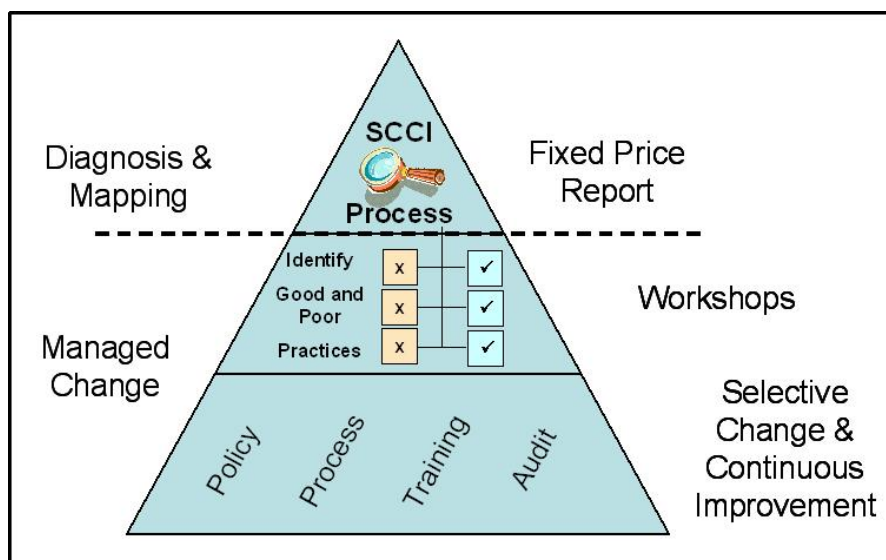 SCCI
Process
Diagnosis &
Mapping
Fixed Price
Report
Identify
Good and
Poor
Practices
x
✓
x
✓
x
✓
Managed
Change
Workshops
Policy
Process
Training
Audit
Selective
Change &
Continuous
Improvement